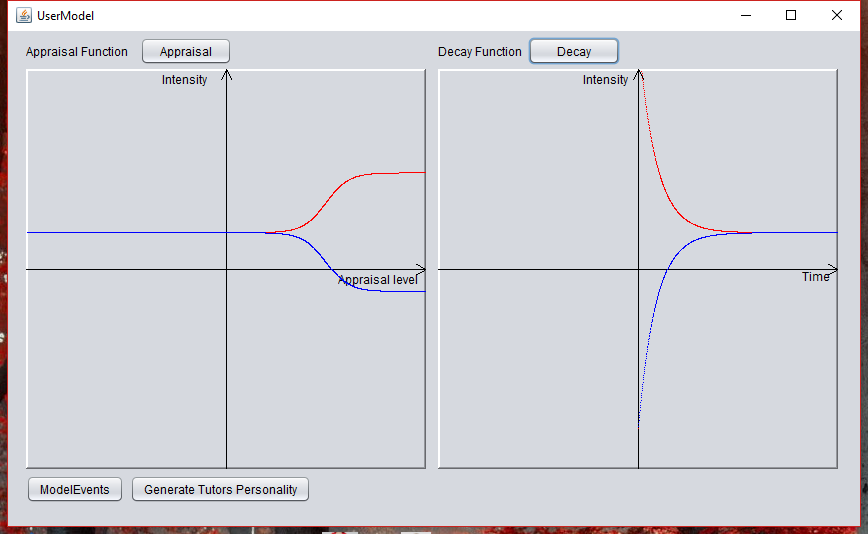 UserModel
Appraisal Function Appraisal
Decay Function Decay
Intensity
Appraisal level
Intensity
Time
ModelEvents Generate Tutors Personality